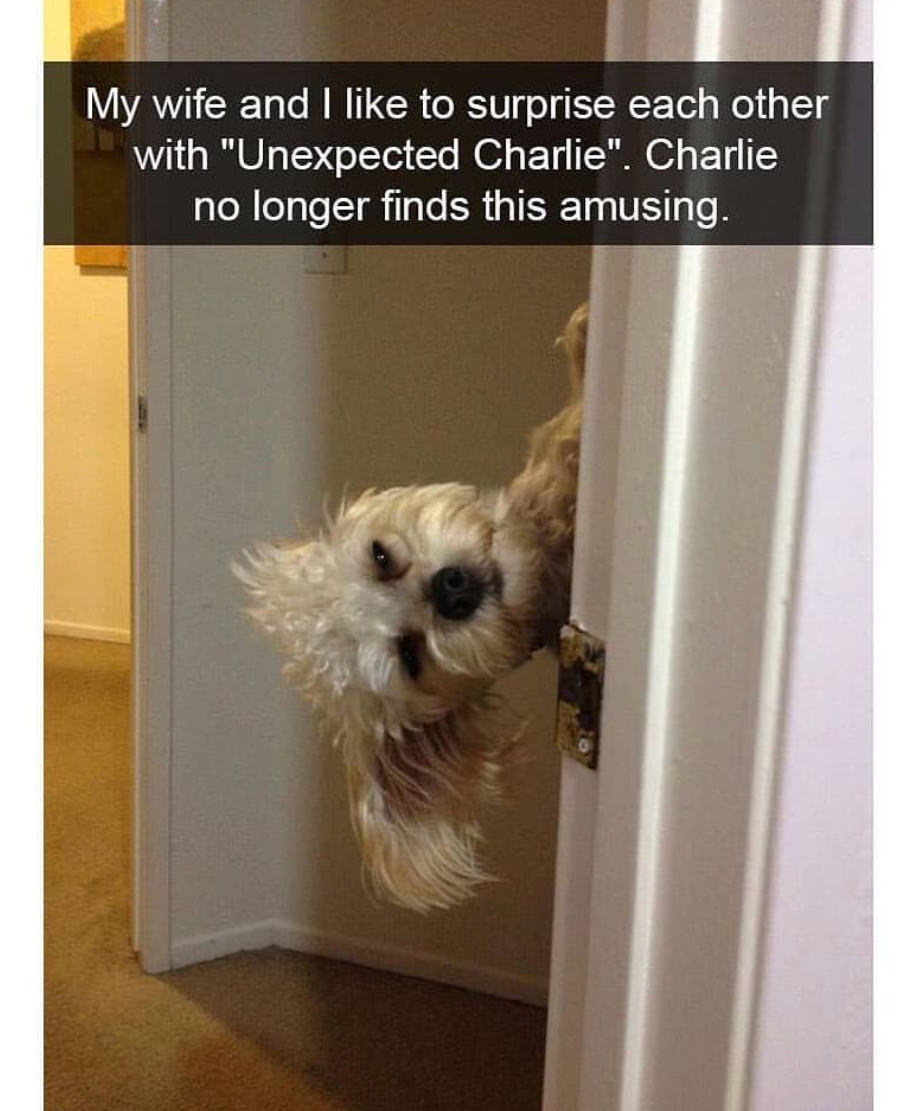 My wife and I like to surprise each other
with "Unexpected Charlie". Charlie
no longer finds this amusing.